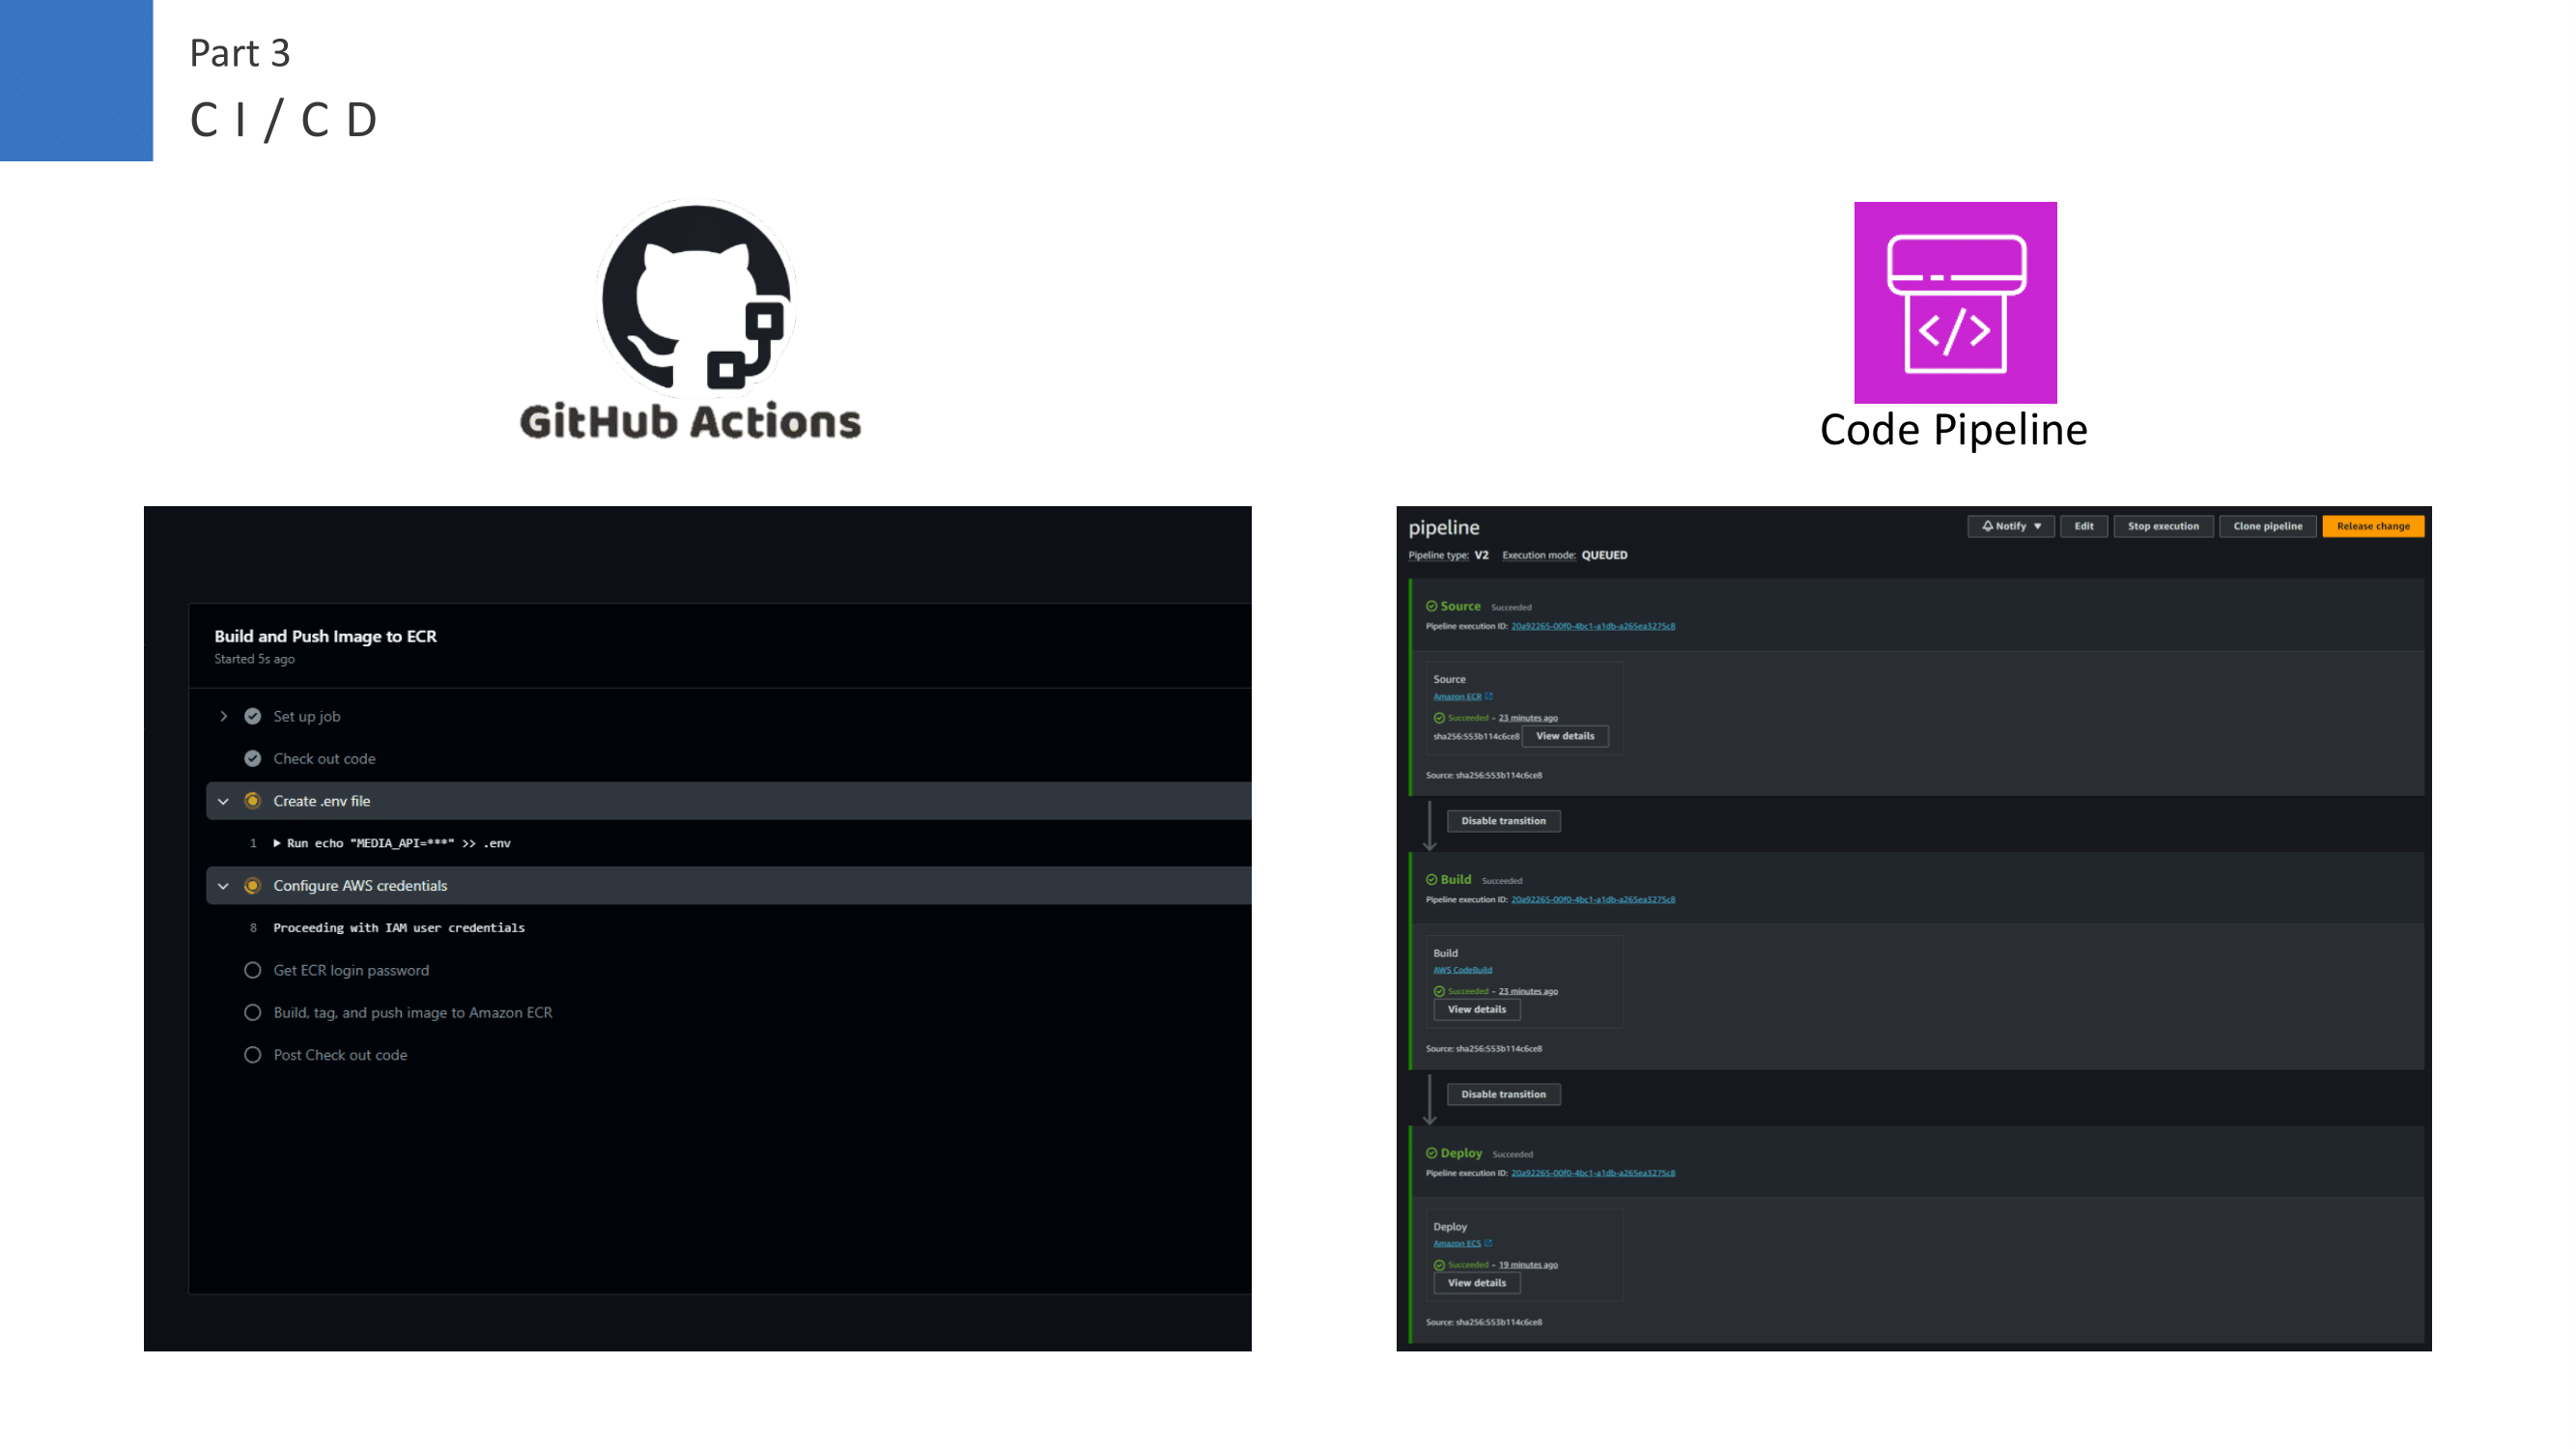 Part 3
CI/CD
GitHub Actions
Code Pipeline
Build and Push Image to ECR
Started 5s ago
Set up job
Check out code
Create .env file
1 Run echo "MEDIA_API=***" >> .env
Configure AWS credentials
8 Proceeding with IAM user credentials
Get ECR login password
Build, tag, and push image to Amazon ECR
Post Check out code
pipeline
Notify Edit Stop execution Clone pipeline Release change
Pipeline type: V2 Execution mode: QUEUED
Source Succeeded
Pipeline execution ID: 20a92265-00f0-4bc1-a1db-a265ea3275c8
Source
Amazon ECR
Succeeded - 23 minutes ago
sha256:553b114c6ce8 View details
Source: sha256:553b114c6ce8
Disable transition
Build Succeeded
Pipeline execution ID: 20a92265-00f0-4bc1-a1db-a265ea3275c8
Build
AWS CodeBuild
Succeeded - 23 minutes ago
View details
Source: sha256:553b114c6ce8
Disable transition
Deploy Succeeded
Pipeline execution ID: 20a92265-00f0-4bc1-a1db-a265ea3275c8
Deploy
Amazon ECS
Succeeded - 19 minutes ago
View details
Source: sha256:553b114c6ce8